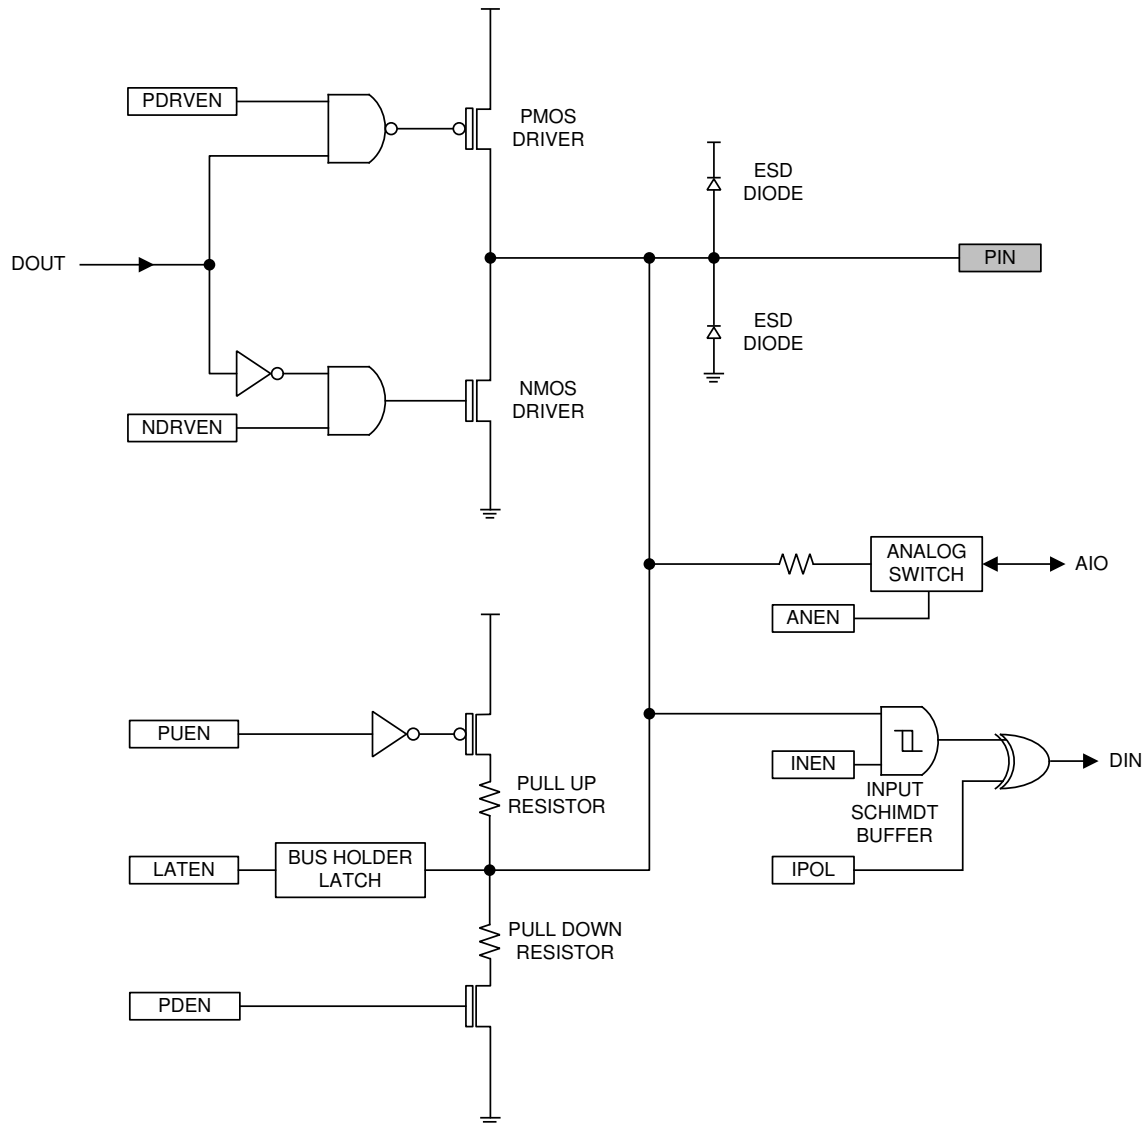 PDRVEN
PMOS
DRIVER
ESD
DIODE
DOUT
PIN
ESD
DIODE
NMOS
DRIVER
NDRVEN
ANALOG
SWITCH
AIO
ANEN
PUEN
INEN
DIN
PULL UP
RESISTOR
INPUT
SCHIMDT
BUFFER
LATEN
BUS HOLDER
LATCH
IPOL
PULL DOWN
RESISTOR
PDEN